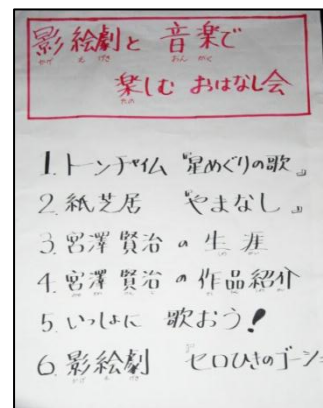 影絵劇と 音楽で
楽しむ おはなし会
1. トーンチャイム 『星めぐりの歌』
2. 紙芝居 『やまなし』
3. 宮澤賢治の生涯
4. 宮澤賢治の作品紹介
5. いっしょに 歌おう!
6. 影絵劇 セロひきのゴーシ